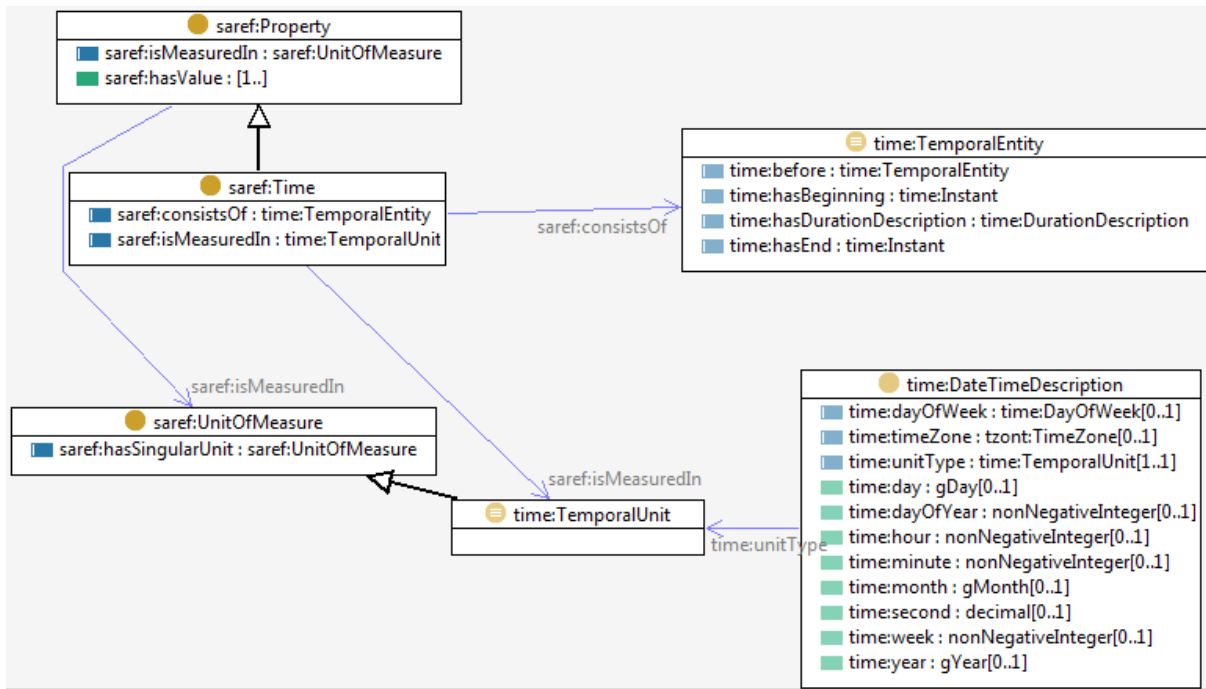 saref:Property
saref:isMeasuredIn : saref:UnitOfMeasure
saref:hasValue : [1..]
saref:Time
saref:consistsOf : time:TemporalEntity
saref:isMeasuredIn : time:TemporalUnit
saref:consistsOf
time:TemporalEntity
time:before : time:TemporalEntity
time:hasBeginning : time:Instant
time:hasDurationDescription : time:DurationDescription
time:hasEnd : time:Instant
saref:isMeasuredIn
saref:UnitOfMeasure
saref:hasSingularUnit : saref:UnitOfMeasure
saref:isMeasuredIn
time:TemporalUnit
time:unitType
time:DateTimeDescription
time:dayOfWeek : time:DayOfWeek[0..1]
time:timeZone : tzont:TimeZone[0..1]
time:unitType : time:TemporalUnit[1..1]
time:day : gDay[0..1]
time:dayOfYear : nonNegativeInteger[0..1]
time:hour : nonNegativeInteger[0..1]
time:minute : nonNegativeInteger[0..1]
time:month : gMonth[0..1]
time:second : decimal[0..1]
time:week : nonNegativeInteger[0..1]
time:year : gYear[0..1]